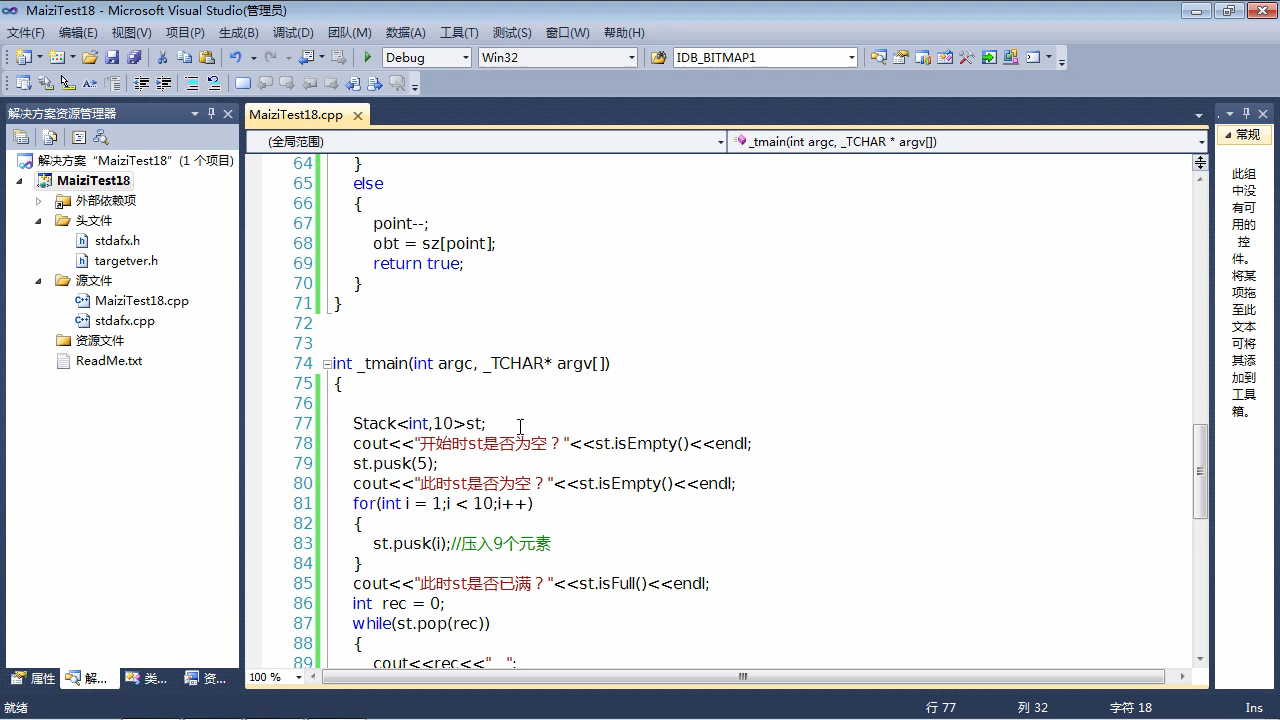 MaiziTest18 - Microsoft Visual Studio(管理员)
文件(F) 编辑(E) 视图(V) 项目(P) 生成(B) 调试(D) 团队(M) 数据(A) 工具(T) 测试(S) 窗口(W) 帮助(H)
Debug Win32 IDB_BITMAP1
解决方案资源管理器
解决方案 "MaiziTest18" (1 个项目)
MaiziTest18
外部依赖项
头文件
stdafx.h
targetver.h
源文件
MaiziTest18.cpp
stdafx.cpp
资源文件
ReadMe.txt
属性 解... 类... 资...
MaiziTest18.cpp
(全局范围) _tmain(int argc, _TCHAR * argv[])
64 }
65 else
66 {
67 point--;
68 obt = sz[point];
69 return true;
70 }
71 }
72
73
74 int _tmain(int argc, _TCHAR* argv[])
75 {
76
77 Stack<int,10>st;
78 cout<<"开始时st是否为空？"<<st.isEmpty()<<endl;
79 st.pusk(5);
80 cout<<"此时st是否为空？"<<st.isEmpty()<<endl;
81 for(int i = 1;i < 10;i++)
82 {
83 st.pusk(i);//压入9个元素
84 }
85 cout<<"此时st是否已满？"<<st.isFull()<<endl;
86 int rec = 0;
87 while(st.pop(rec))
88 {
89 cout<<rec<<" ";
100 %
常规
此组
中没
有可
用的
控
件。
将某
项拖
至此
文本
可将
其添
加到
工具
箱。
就绪 行 77 列 32 字符 18 Ins